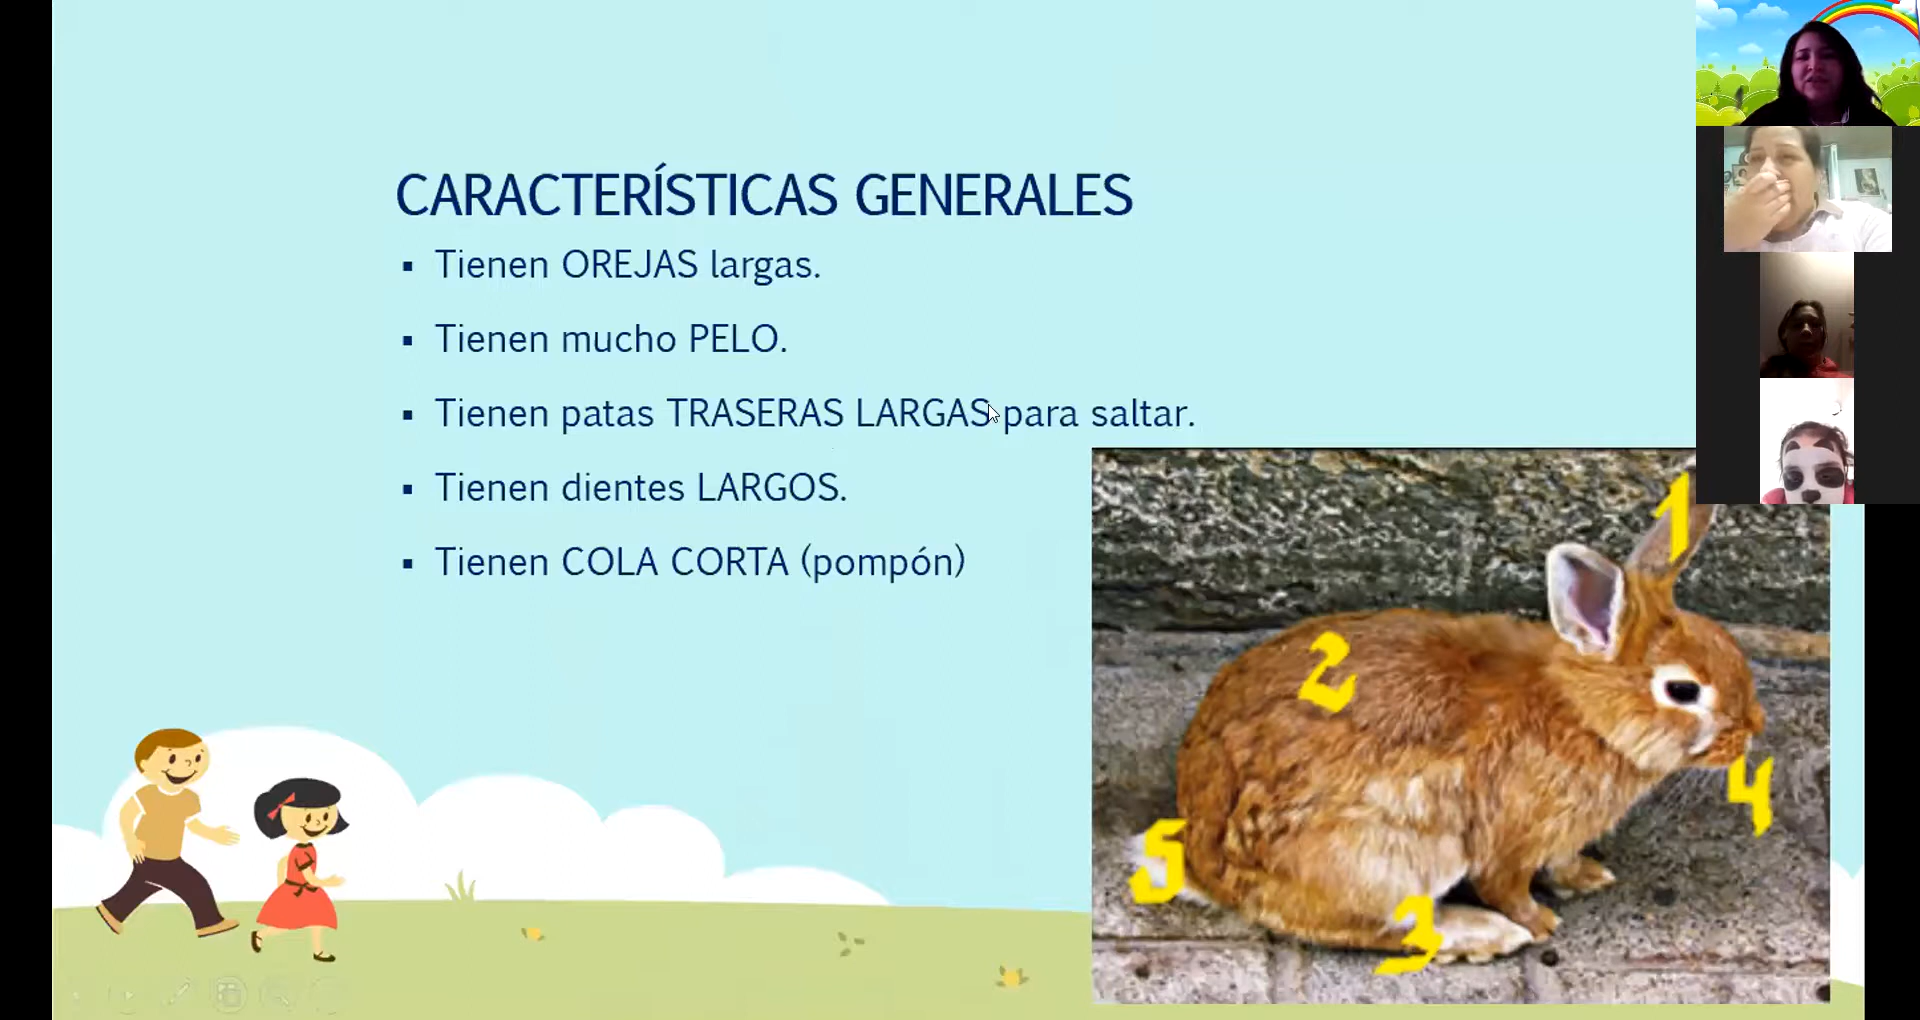 CARACTERÍSTICAS GENERALES
▪ Tienen OREJAS largas.
▪ Tienen mucho PELO.
▪ Tienen patas TRASERAS LARGAS para saltar.
▪ Tienen dientes LARGOS.
▪ Tienen COLA CORTA (pompón)
1
2
4
5
3